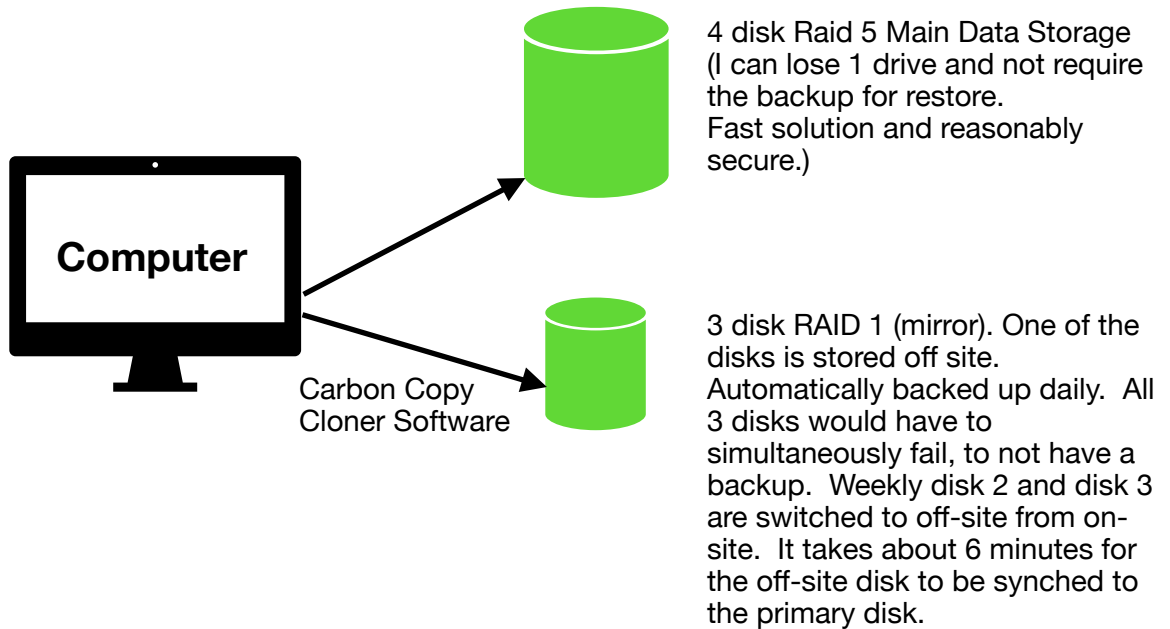 4 disk Raid 5 Main Data Storage
(I can lose 1 drive and not require
the backup for restore.
Fast solution and reasonably
secure.)
Computer
Carbon Copy
Cloner Software
3 disk RAID 1 (mirror). One of the
disks is stored off site.
Automatically backed up daily.  All
3 disks would have to
simultaneously fail, to not have a
backup.  Weekly disk 2 and disk 3
are switched to off-site from on-
site.  It takes about 6 minutes for
the off-site disk to be synched to
the primary disk.